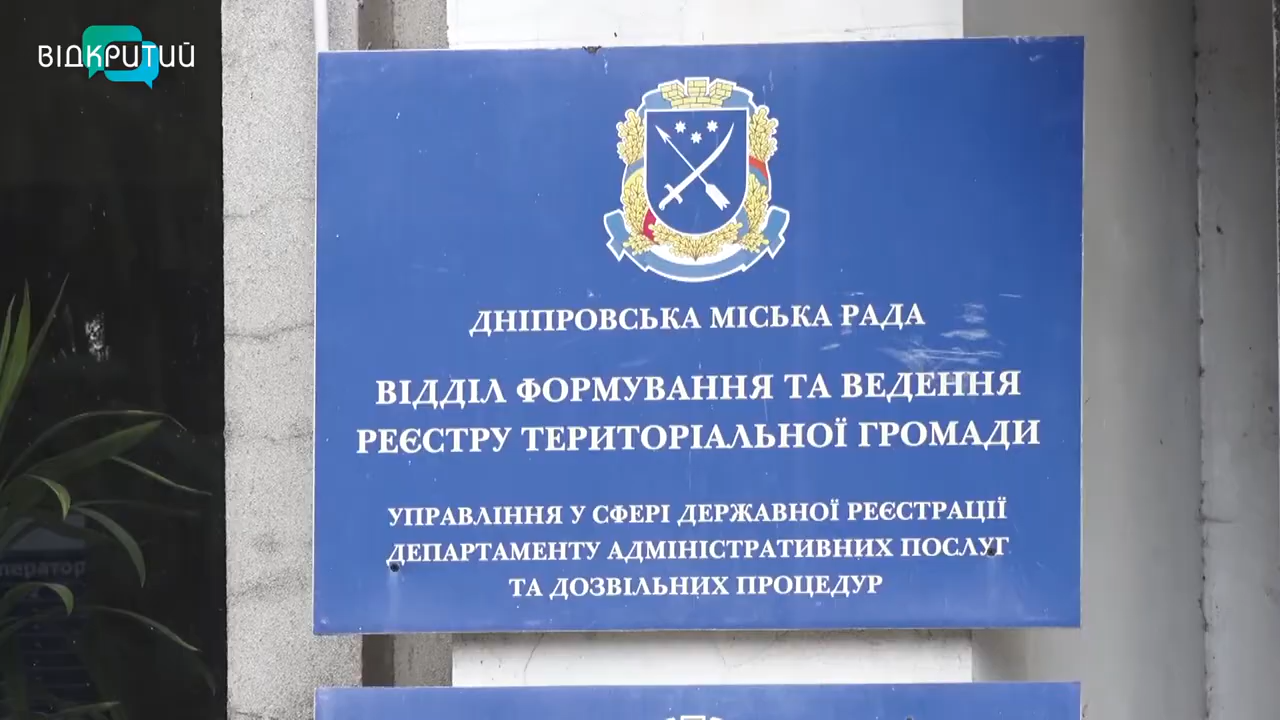 ВІДКРИТИЙ
ДНІПРОВСЬКА МІСЬКА РАДА
ВІДДІЛ ФОРМУВАННЯ ТА ВЕДЕННЯ
РЕЄСТРУ ТЕРИТОРІАЛЬНОЇ ГРОМАДИ
УПРАВЛІННЯ У СФЕРІ ДЕРЖАВНОЇ РЕЄСТРАЦІЇ
ДЕПАРТАМЕНТУ АДМІНІСТРАТИВНИХ ПОСЛУГ
ТА ДОЗВІЛЬНИХ ПРОЦЕДУР